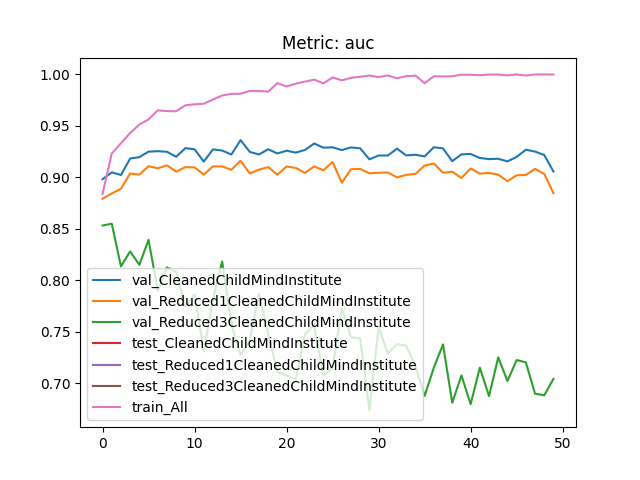 Metric: auc
1.00
0.95
0.90
0.85
0.80
0.75
0.70
val_CleanedChildMindInstitute
val_Reduced1CleanedChildMindInstitute
val_Reduced3CleanedChildMindInstitute
test_CleanedChildMindInstitute
test_Reduced1CleanedChildMindInstitute
test_Reduced3CleanedChildMindInstitute
train_All
0 10 20 30 40 50